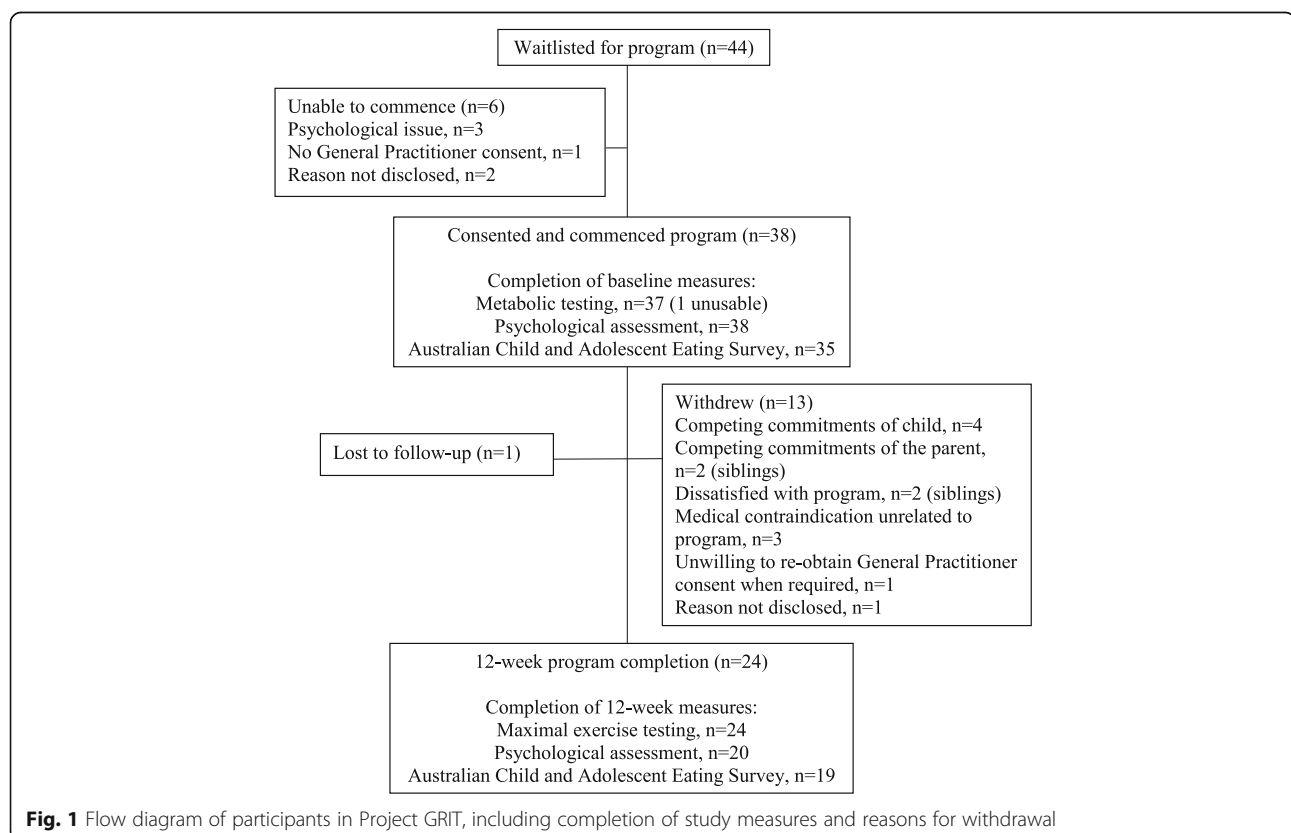 Waitlisted for program (n=44)
Unable to commence (n=6)
Psychological issue, n=3
No General Practitioner consent, n=1
Reason not disclosed, n=2
Consented and commenced program (n=38)
Completion of baseline measures:
Metabolic testing, n=37 (1 unusable)
Psychological assessment, n=38
Australian Child and Adolescent Eating Survey, n=35
Lost to follow-up (n=1)
Withdrew (n=13)
Competing commitments of child, n=4
Competing commitments of the parent,
n=2 (siblings)
Dissatisfied with program, n=2 (siblings)
Medical contraindication unrelated to
program, n=3
Unwilling to re-obtain General Practitioner
consent when required, n=1
Reason not disclosed, n=1
12-week program completion (n=24)
Completion of 12-week measures:
Maximal exercise testing, n=24
Psychological assessment, n=20
Australian Child and Adolescent Eating Survey, n=19
Fig. 1 Flow diagram of participants in Project GRIT, including completion of study measures and reasons for withdrawal